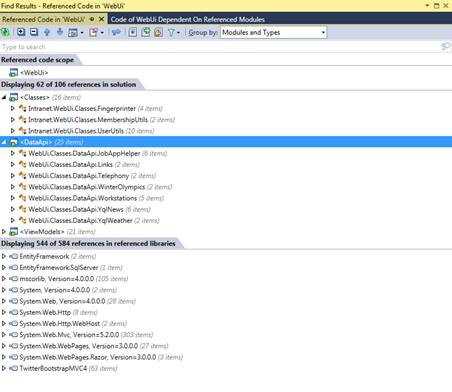 Find Results - Referenced Code in 'WebUi'
Referenced Code in 'WebUi' Code of WebUi Dependent On Referenced Modules
Group by: Modules and Types
Type to search
Referenced code scope
<WebUi>
Displaying 62 of 106 references in solution
<Classes> (16 items)
Intranet.WebUi.Classes.Fingerprinter (4 items)
Intranet.WebUi.Classes.MembershipUtils (2 items)
Intranet.WebUi.Classes.UserUtils (10 items)
<DataApi> (25 items)
WebUi.Classes.DataApi.JobAppHelper (6 items)
WebUi.Classes.DataApi.Links (2 items)
WebUi.Classes.DataApi.Telephony (2 items)
WebUi.Classes.DataApi.WinterOlympics (2 items)
WebUi.Classes.DataApi.Workstations (5 items)
WebUi.Classes.DataApi.YqlNews (6 items)
WebUi.Classes.DataApi.YqlWeather (2 items)
<ViewModels> (21 items)
Displaying 544 of 584 references in referenced libraries
EntityFramework (2 items)
EntityFramework.SqlServer (1 item)
mscorlib, Version=4.0.0.0 (105 items)
System, Version=4.0.0.0 (2 items)
System.Web, Version=4.0.0.0 (28 items)
System.Web.Http (8 items)
System.Web.Http.WebHost (2 items)
System.Web.Mvc, Version=5.2.0.0 (303 items)
System.Web.WebPages, Version=3.0.0.0 (27 items)
System.Web.WebPages.Razor, Version=3.0.0.0 (3 items)
TwitterBootstrapMVC4 (63 items)